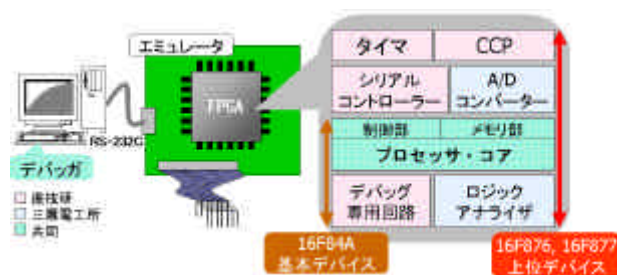 エミュレータ
タイマ
CCP
シリアル
コントローラー
A/D
コンバーター
FPGA
RS-232C
制御部
メモリ部
プロセッサ・コア
デバッガ
三鷹電工所
共同
デバッグ
専用回路
ロジック
アナライザ
16F84A
基本デバイス
16F876, 16F877
上位デバイス